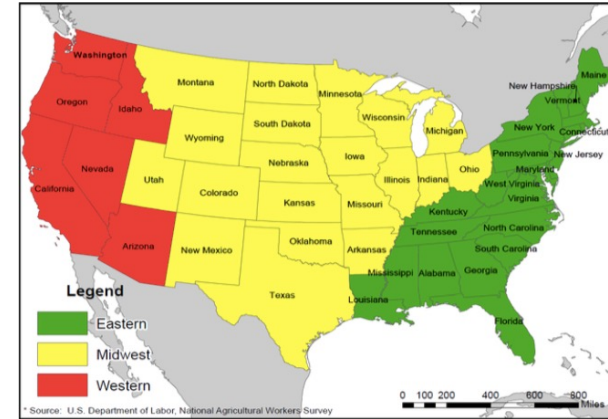 Washington
Montana
North Dakota
Minnesota
Maine
New Hampshire
Vermont
Oregon
Idaho
South Dakota
Wisconsin
Michigan
New York
Connecticut
Wyoming
Iowa
Pennsylvania
New Jersey
Nebraska
Illinois
Indiana
Ohio
Maryland
Nevada
Utah
Colorado
Kansas
Missouri
West Virginia
Virginia
Kentucky
California
Tennessee
North Carolina
Arizona
New Mexico
Oklahoma
Arkansas
South Carolina
Mississippi
Alabama
Georgia
Texas
Louisiana
Florida
Legend
Eastern
Midwest
Western
0 100 200 400 600 800
Miles
* Source: U.S. Department of Labor, National Agricultural Workers Survey